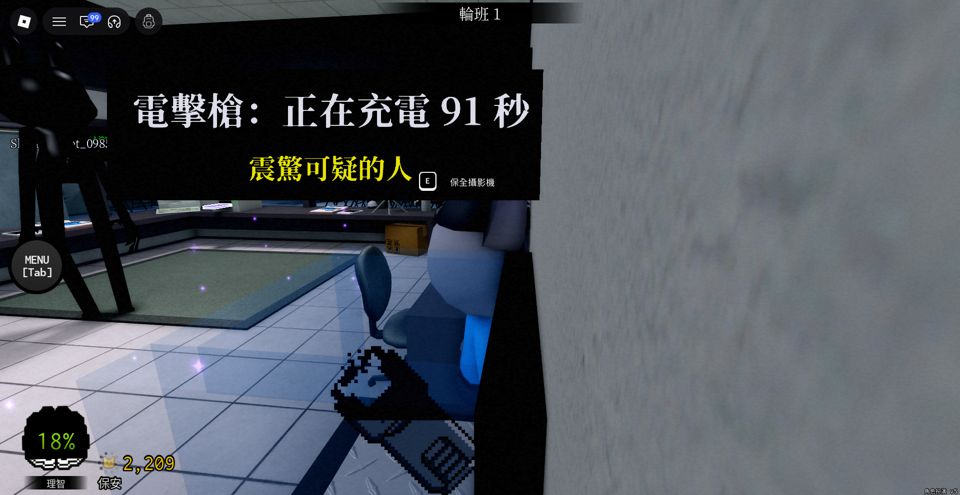 99
輪班 1
電擊槍：正在充電 91 秒
震驚可疑的人
E
保全攝影機
MENU
[Tab]
18%
理智
2,209
保安